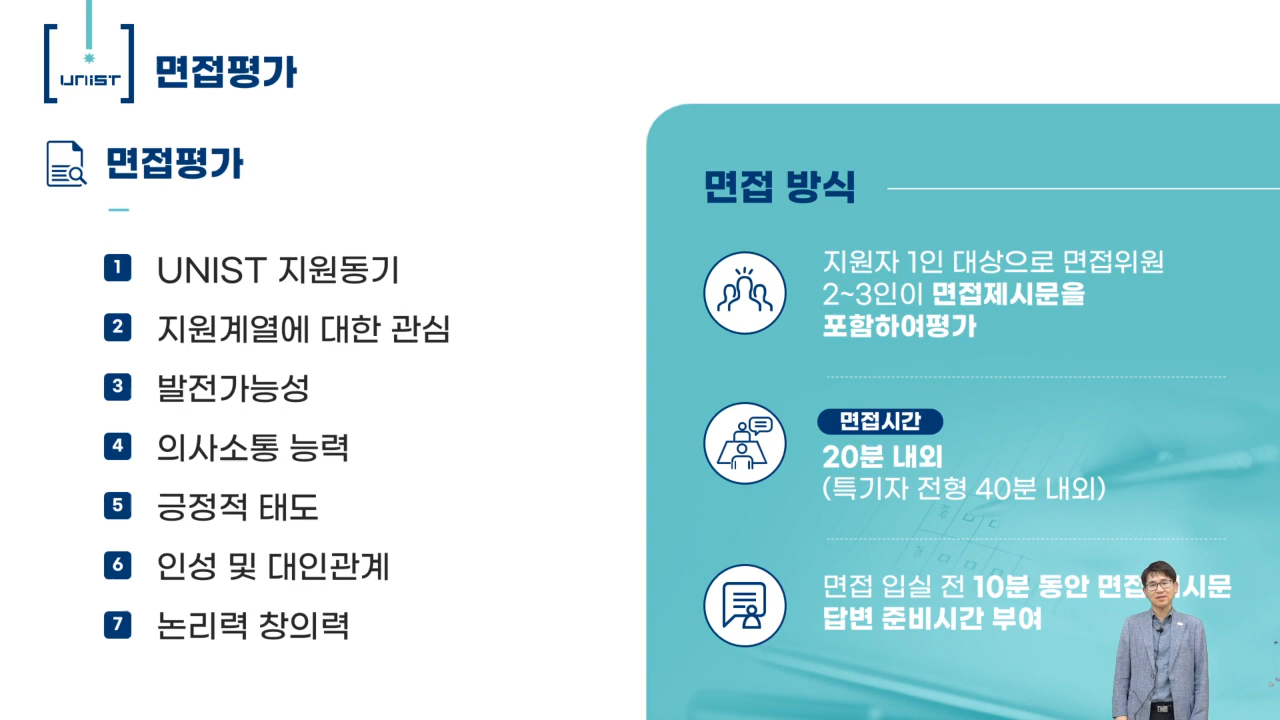 UNIST
면접평가
면접평가
1 UNIST 지원동기
2 지원계열에 대한 관심
3 발전가능성
4 의사소통 능력
5 긍정적 태도
6 인성 및 대인관계
7 논리력 창의력
면접 방식
지원자 1인 대상으로 면접위원
2~3인이 면접제시문을
포함하여평가
면접시간
20분 내외
(특기자 전형 40분 내외)
면접 입실 전 10분 동안 면접 시문
답변 준비시간 부여